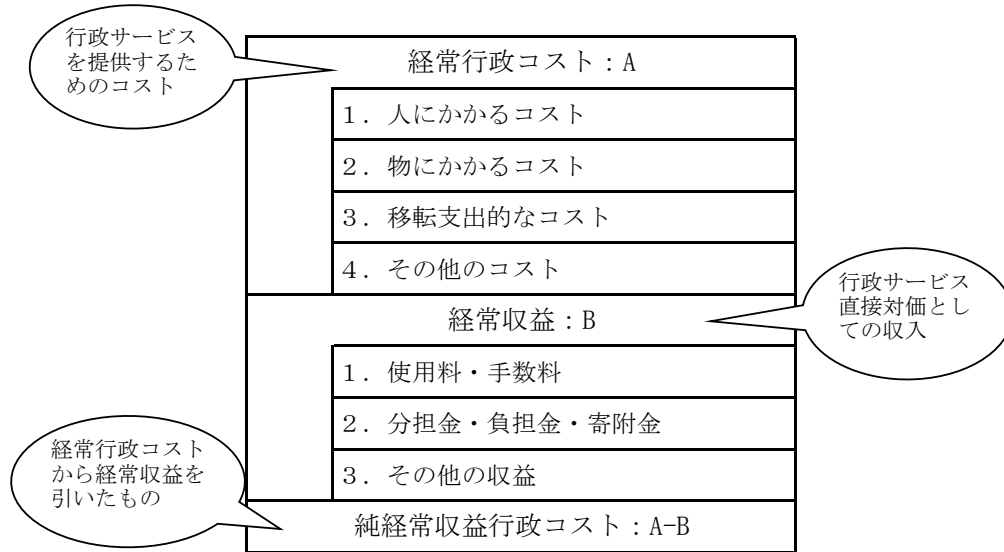 行政サービス
を提供するた
めのコスト
経常行政コスト：A
１．人にかかるコスト
２．物にかかるコスト
３．移転支出的なコスト
４．その他のコスト
経常収益：B
行政サービス
直接対価とし
ての収入
１．使用料・手数料
２．分担金・負担金・寄附金
３．その他の収益
経常行政コスト
から経常収益を
引いたもの
純経常収益行政コスト：A-B